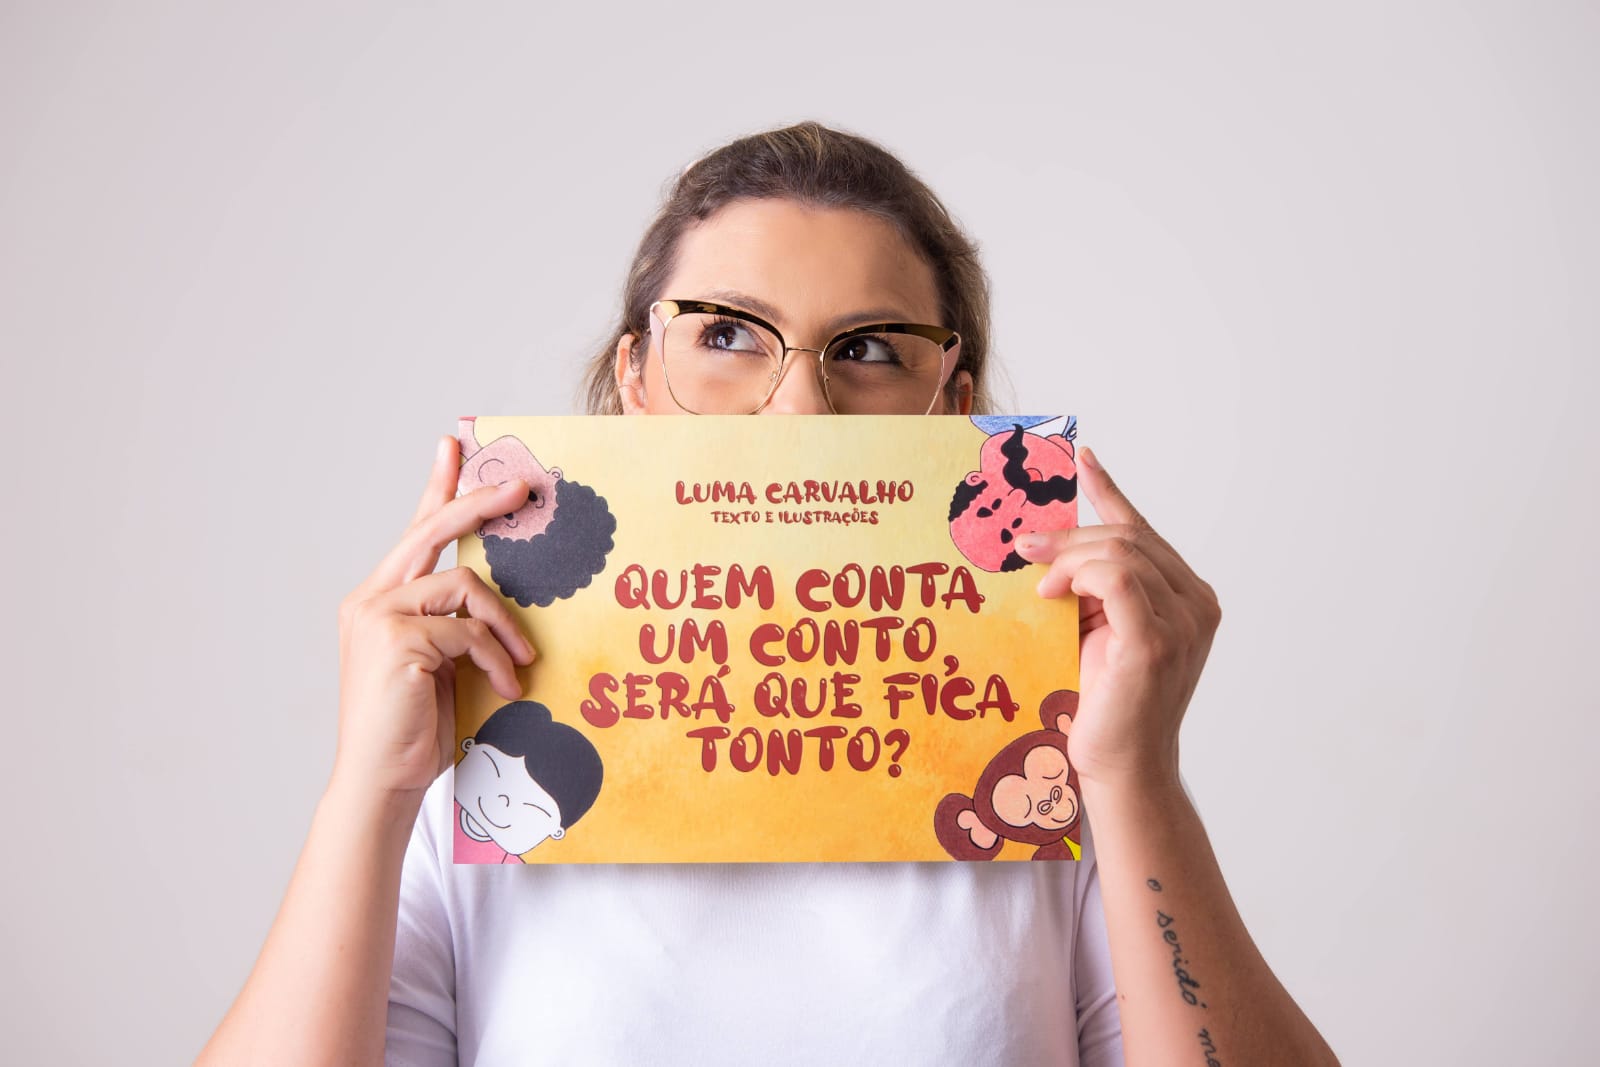 LUMA CARVALHO
TEXTO E ILUSTRAÇÕES
QUEM CONTA
UM CONTO,
SERÁ QUE FICA
TONTO?
o seridó